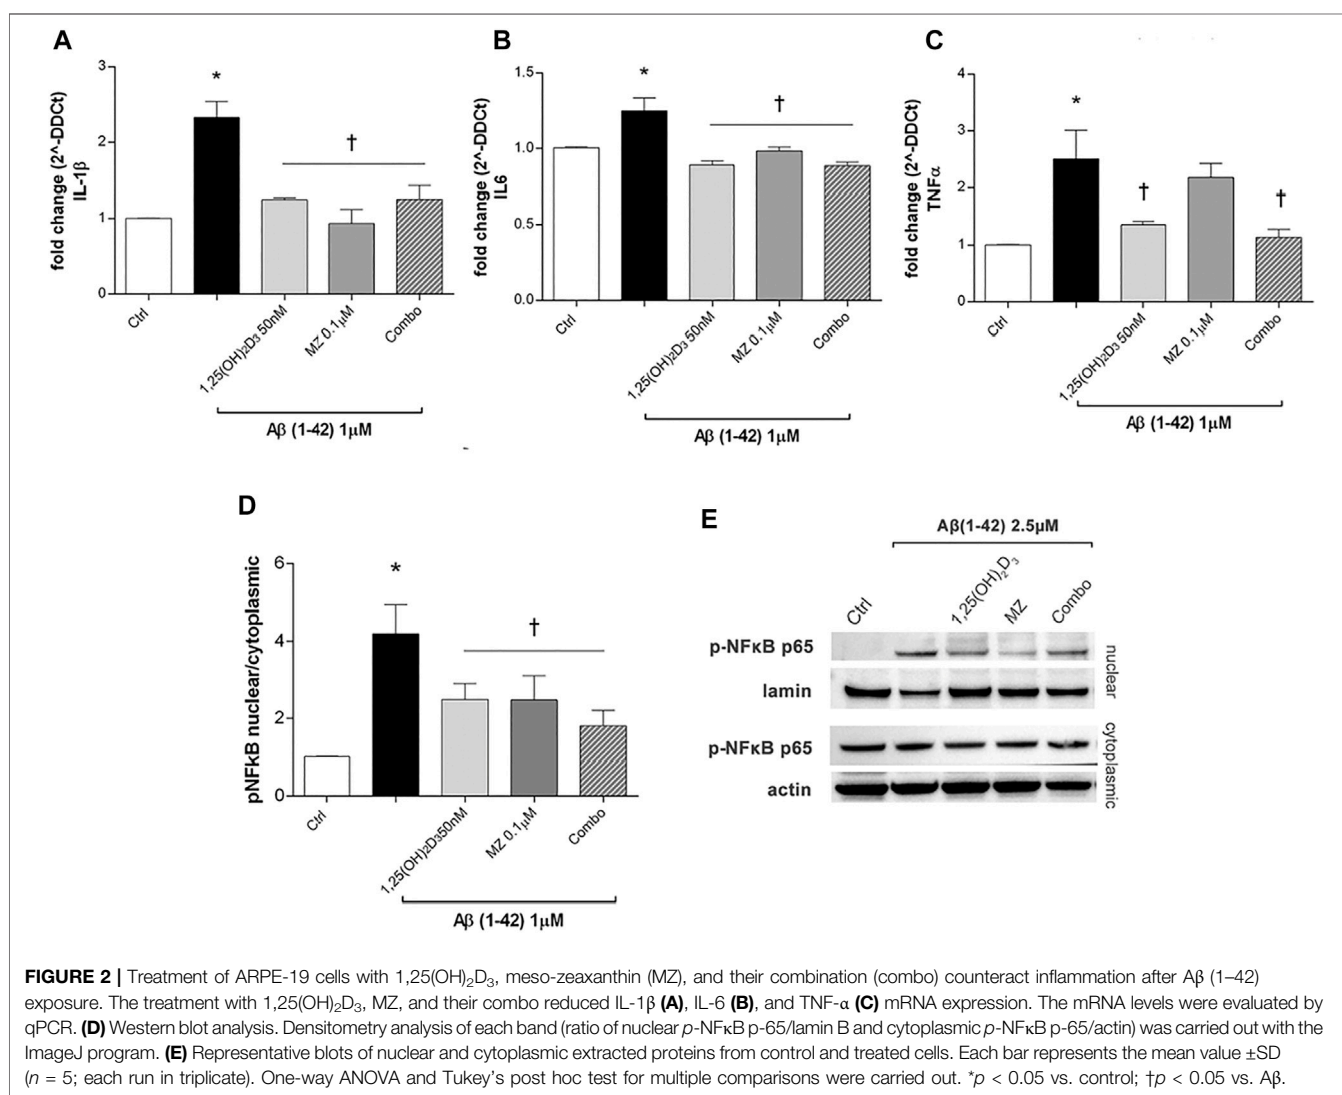 A
fold change (2^-DDCt)
IL-1β
3
2
1
0
*
†
Ctrl
1,25(OH)₂D₃ 50nM
MZ 0.1μM
Combo
Aβ (1-42) 1μM
B
fold change (2^-DDCt)
IL6
1.5
1.0
0.5
0.0
*
†
Ctrl
1,25(OH)₂D₃ 50nM
MZ 0.1μM
Combo
Aβ (1-42) 1μM
C
fold change (2^-DDCt)
TNFα
4
3
2
1
0
*
†
†
Ctrl
1,25(OH)₂D₃ 50nM
MZ 0.1μM
Combo
Aβ (1-42) 1μM
D
pNFkB nuclear/cytoplasmic
6
4
2
0
*
†
Ctrl
1,25(OH)₂D₃50nM
MZ 0.1μM
Combo
Aβ (1-42) 1μM
E
Aβ(1-42) 2.5μM
Ctrl
1,25(OH)₂D₃
MZ
Combo
p-NFκB p65
lamin
nuclear
p-NFκB p65
actin
cytoplasmic
FIGURE 2 | Treatment of ARPE-19 cells with 1,25(OH)₂D₃, meso-zeaxanthin (MZ), and their combination (combo) counteract inflammation after Aβ (1–42)
exposure. The treatment with 1,25(OH)₂D₃, MZ, and their combo reduced IL-1β (A), IL-6 (B), and TNF-α (C) mRNA expression. The mRNA levels were evaluated by
qPCR. (D) Western blot analysis. Densitometry analysis of each band (ratio of nuclear p-NFκB p-65/lamin B and cytoplasmic p-NFκB p-65/actin) was carried out with the
ImageJ program. (E) Representative blots of nuclear and cytoplasmic extracted proteins from control and treated cells. Each bar represents the mean value ±SD
(n = 5; each run in triplicate). One-way ANOVA and Tukey’s post hoc test for multiple comparisons were carried out. *p < 0.05 vs. control; †p < 0.05 vs. Aβ.